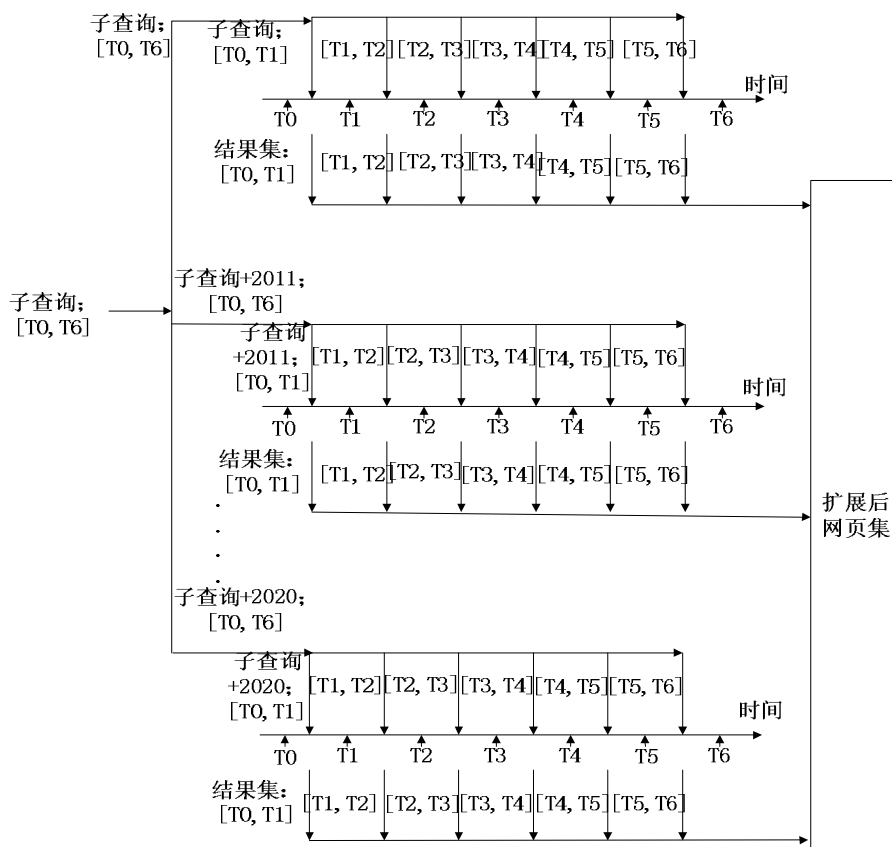 子查询;
[T0, T6]
子查询;
[T0, T6]
子查询;
[T0, T1]
[T1, T2]
[T2, T3]
[T3, T4]
[T4, T5]
[T5, T6]
时间
T0
T1
T2
T3
T4
T5
T6
结果集:
[T0, T1]
[T1, T2]
[T2, T3]
[T3, T4]
[T4, T5]
[T5, T6]
子查询+2011;
[T0, T6]
子查询
+2011;
[T0, T1]
[T1, T2]
[T2, T3]
[T3, T4]
[T4, T5]
[T5, T6]
时间
T0
T1
T2
T3
T4
T5
T6
结果集:
[T0, T1]
[T1, T2]
[T2, T3]
[T3, T4]
[T4, T5]
[T5, T6]
.
.
.
.
子查询+2020;
[T0, T6]
子查询
+2020;
[T0, T1]
[T1, T2]
[T2, T3]
[T3, T4]
[T4, T5]
[T5, T6]
时间
T0
T1
T2
T3
T4
T5
T6
结果集:
[T0, T1]
[T1, T2]
[T2, T3]
[T3, T4]
[T4, T5]
[T5, T6]
扩展后
网页集